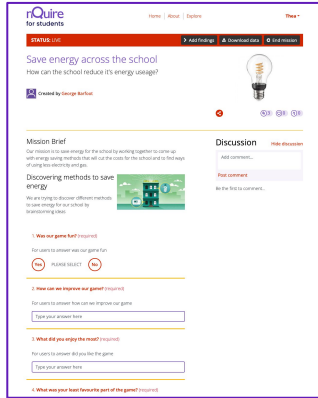 nQuire
for students
Home | About | Explore
Thea
STATUS: LIVE
Add findings
Download data
End mission
Save energy across the school
How can the school reduce it's energy useage?
Created by George Barfoot
Mission Brief
Our mission is to save energy for the school by working together to come up
with energy saving methods that will cut the costs for the school and to find ways
of using less electricity and gas.
Discovering methods to save
energy
We are trying to discover different methods
to save energy for our school by
brainstorming ideas
Discussion
Hide discussion
Add comment...
Post comment
Be the first to comment...
1. Was our game fun? (required)
For users to answer was our game fun
Yes
PLEASE SELECT
No
2. How can we improve our game? (required)
For users to answer how can we improve our game
Type your answer here
3. What did you enjoy the most? (required)
For users to answer did you like the game
Type your answer here
4. What was your least favourite part of the game? (required)